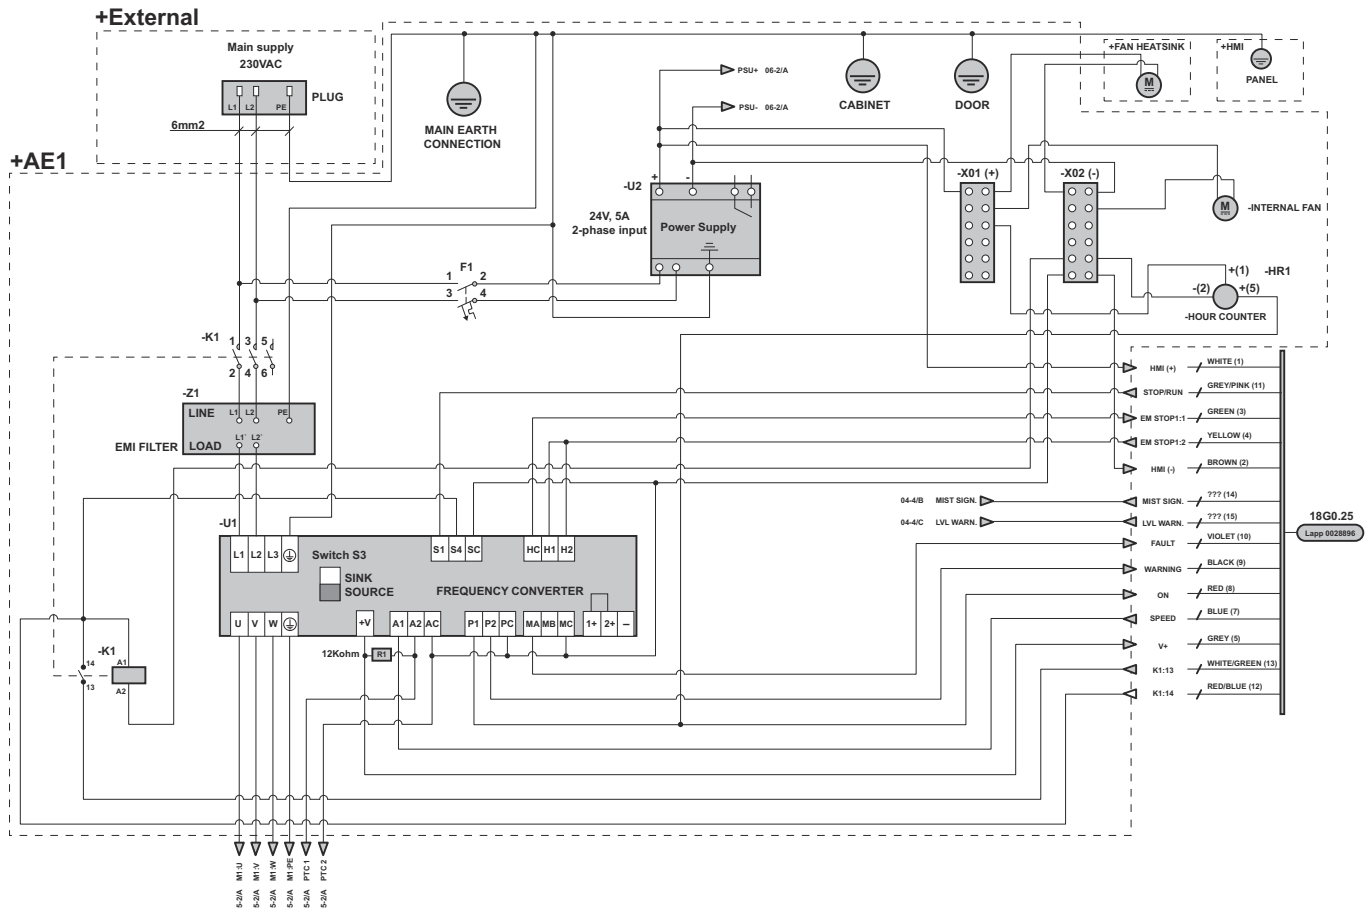 +External
Main supply
230VAC
L1 L2 PE
PLUG
6mm2
+AE1
MAIN EARTH
CONNECTION
PSU+ 06-2/A
PSU- 06-2/A
CABINET
DOOR
+FAN HEATSINK
M
+HMI
PANEL
-U2
+ -
24V, 5A
2-phase input
Power Supply
-X01 (+)
-X02 (-)
M
-INTERNAL FAN
F1
1 2
3 4
+(1)
-HR1
-(2) +(5)
-HOUR COUNTER
-K1
1 3 5
2 4 6
-Z1
LINE L1 L2 PE
L1` L2`
EMI FILTER
LOAD
HMI (+) WHITE (1)
STOP/RUN GREY/PINK (11)
EM STOP1:1 GREEN (3)
EM STOP1:2 YELLOW (4)
HMI (-) BROWN (2)
04-4/B MIST SIGN. MIST SIGN. ??? (14)
04-4/C LVL WARN. LVL WARN. ??? (15)
FAULT VIOLET (10)
WARNING BLACK (9)
ON RED (8)
SPEED BLUE (7)
V+ GREY (5)
K1:13 WHITE/GREEN (13)
K1:14 RED/BLUE (12)
18G0.25
Lapp 0028896
-U1
L1 L2 L3
Switch S3
S1 S4 SC
HC H1 H2
SINK
SOURCE
FREQUENCY CONVERTER
U V W
+V
A1 A2 AC
P1 P2 PC
MA MB MC
1+ 2+ –
12Kohm R1
-K1
14
13
A1
A2
5-2/A M1:U
5-2/A M1:V
5-2/A M1:W
5-2/A M1:PE
5-2/A PTC 1
5-2/A PTC 2